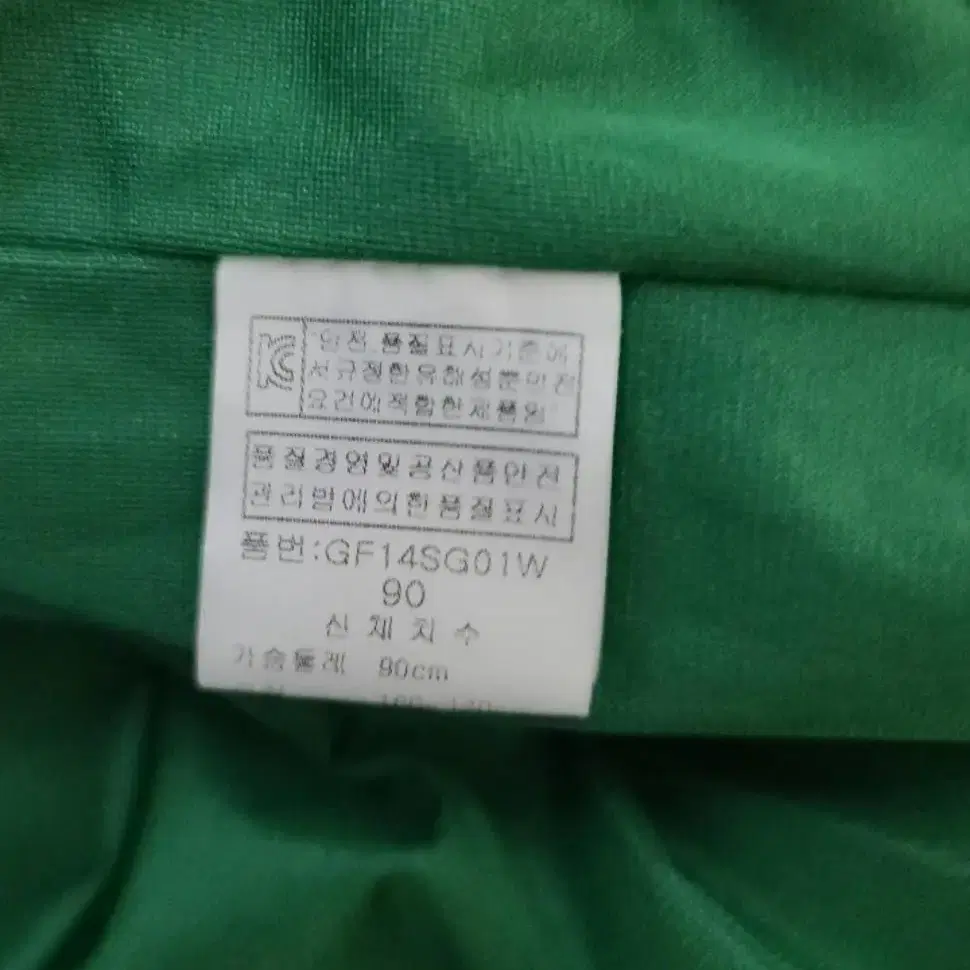 KC
안전 품질표시기준에
서규정한유해성분안전
요건에적합한제품임
품질경영및공산품안전
관리법에의한품질표시
품번:GF14SG01W
90
신체치수
가슴둘레 90cm